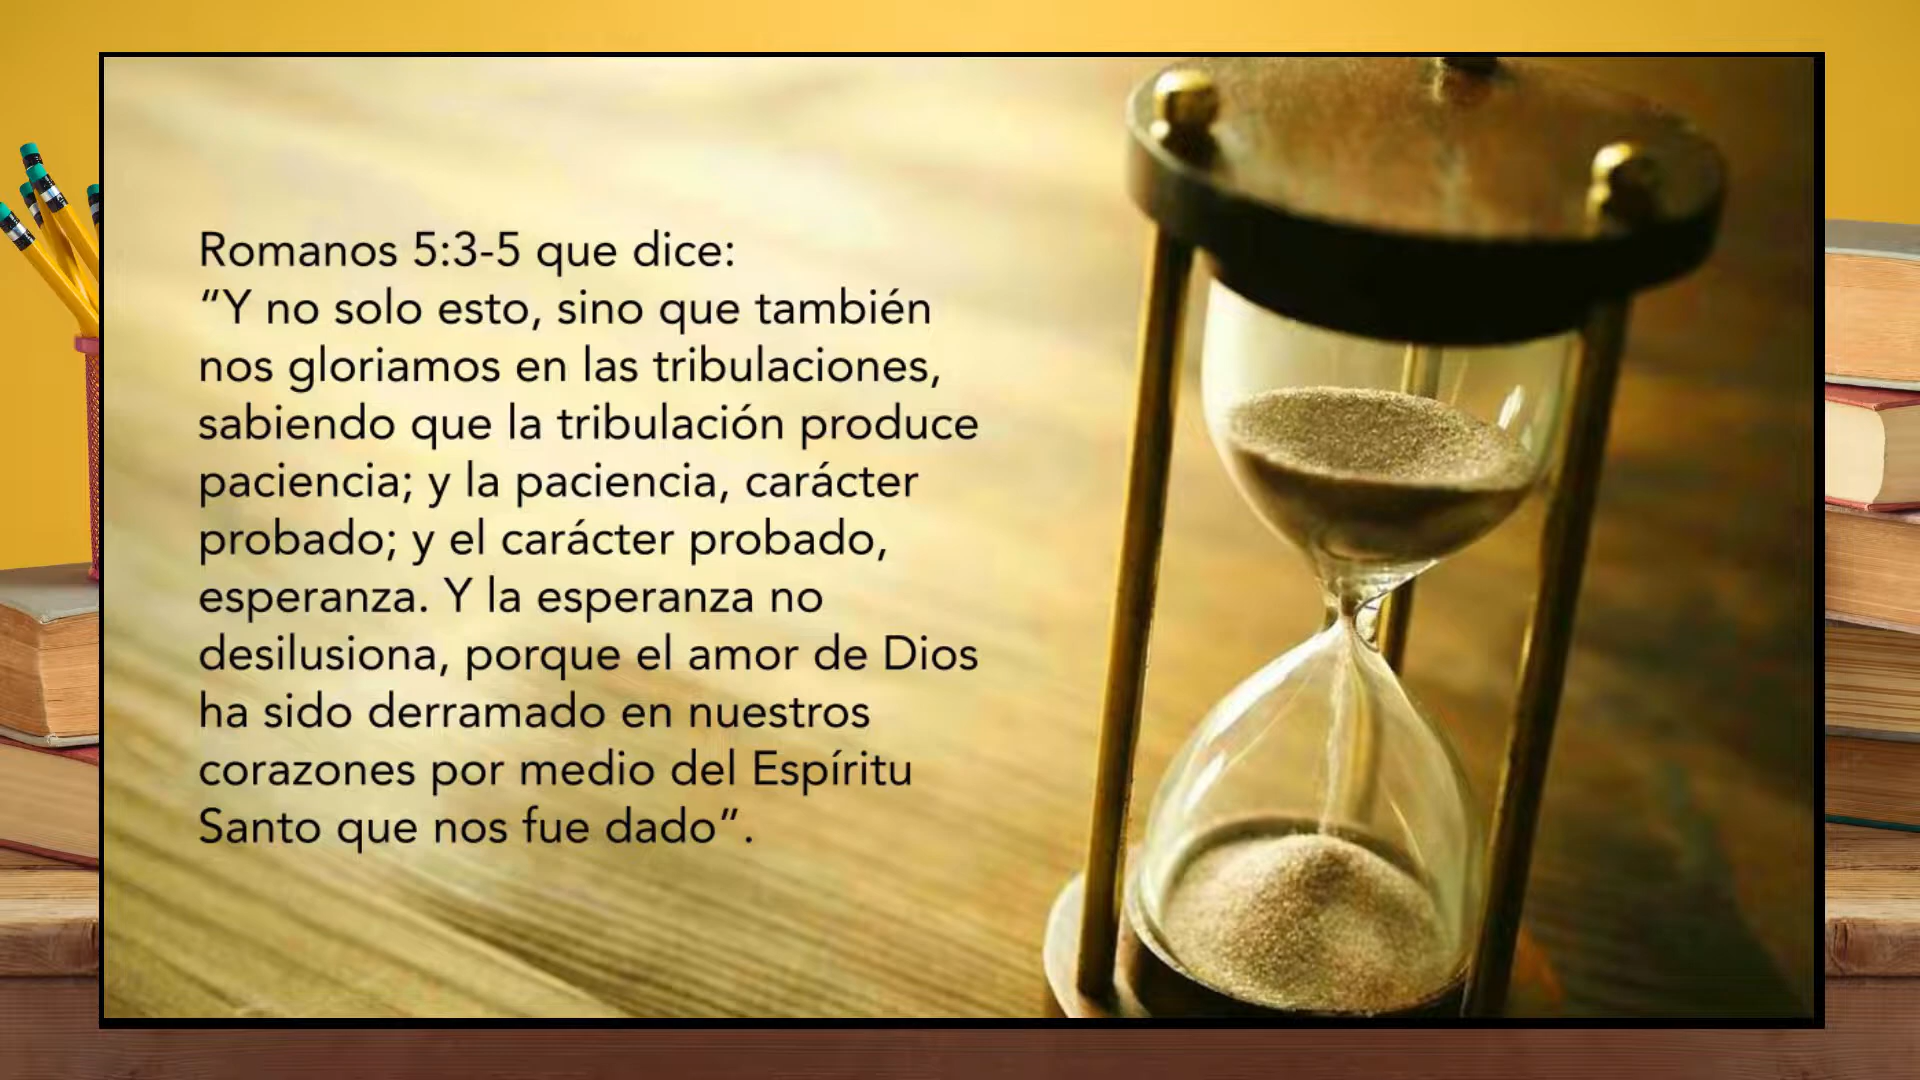 Romanos 5:3-5 que dice:
“Y no solo esto, sino que también
nos gloriamos en las tribulaciones,
sabiendo que la tribulación produce
paciencia; y la paciencia, carácter
probado; y el carácter probado,
esperanza. Y la esperanza no
desilusiona, porque el amor de Dios
ha sido derramado en nuestros
corazones por medio del Espíritu
Santo que nos fue dado”.